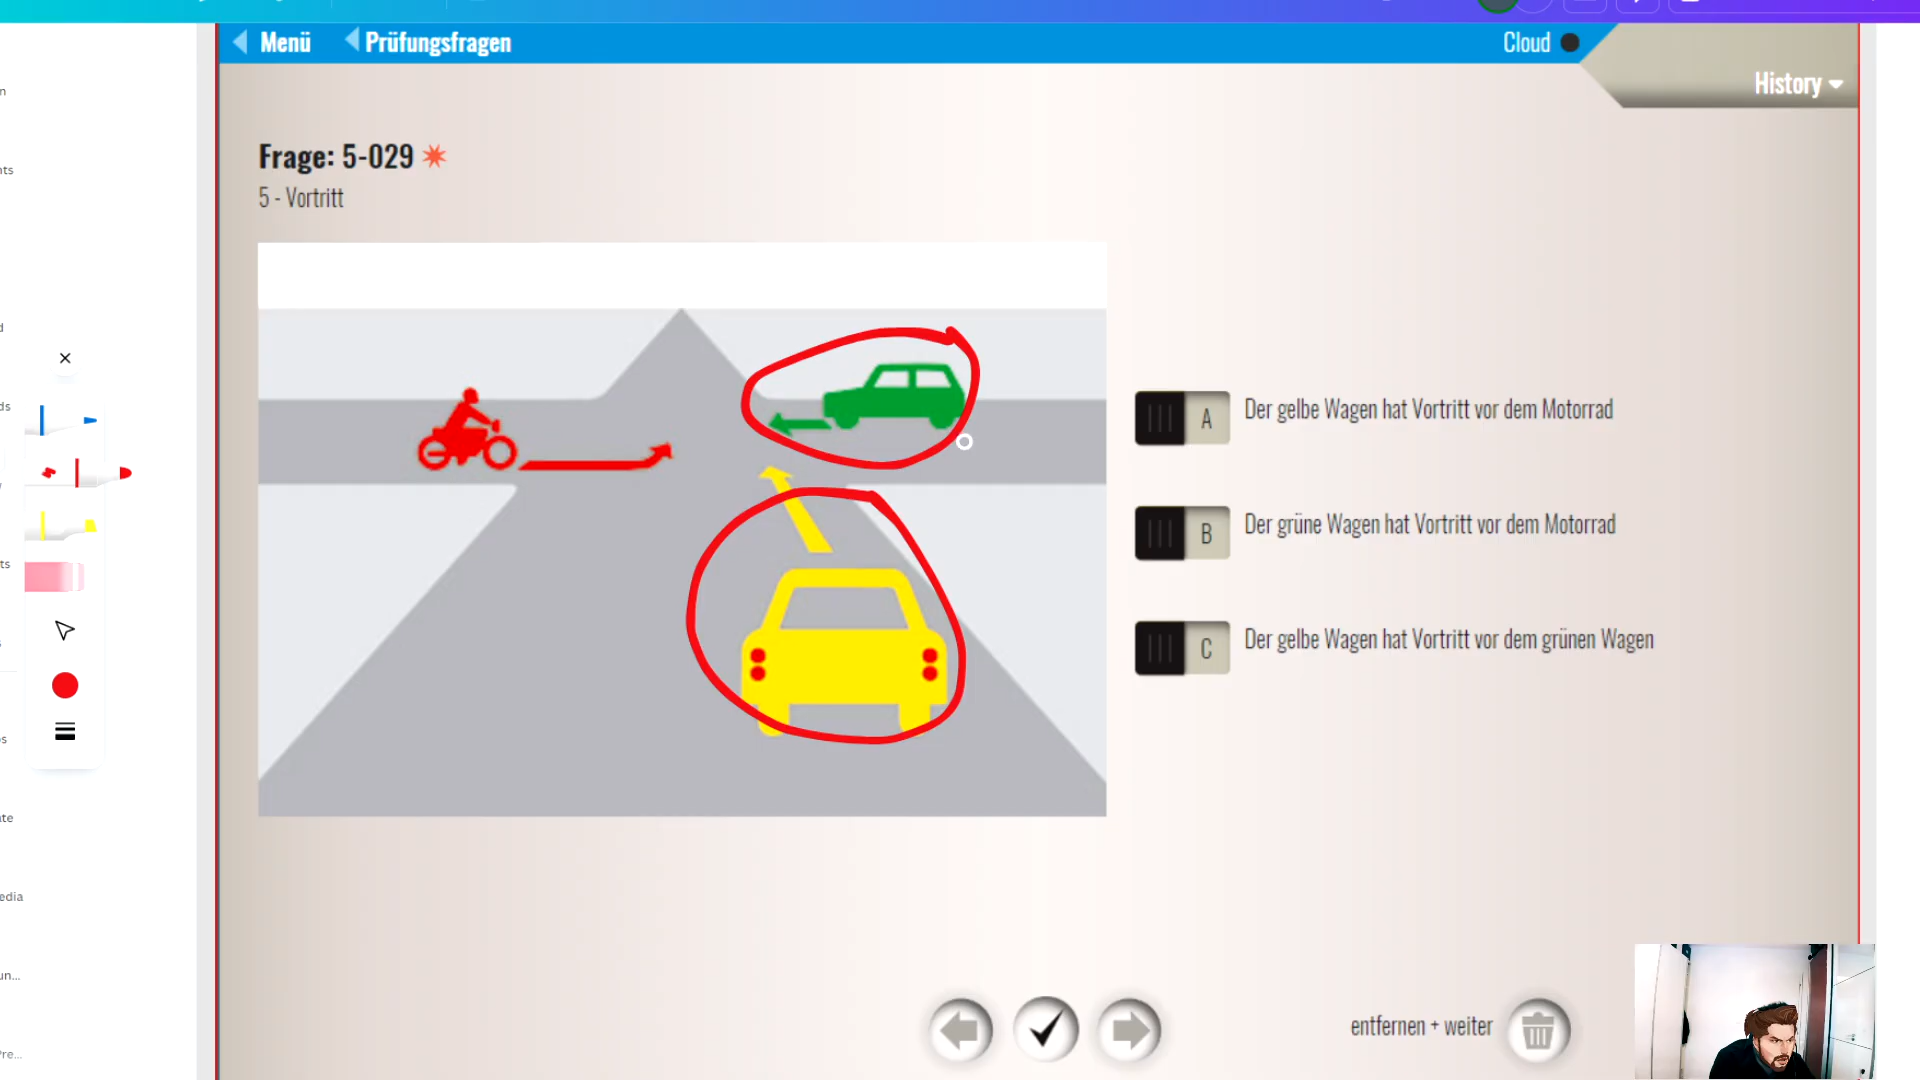 Menü
Prüfungsfragen
Cloud
History
Frage: 5-029
5 - Vortritt
A Der gelbe Wagen hat Vortritt vor dem Motorrad
B Der grüne Wagen hat Vortritt vor dem Motorrad
C Der gelbe Wagen hat Vortritt vor dem grünen Wagen
entfernen + weiter